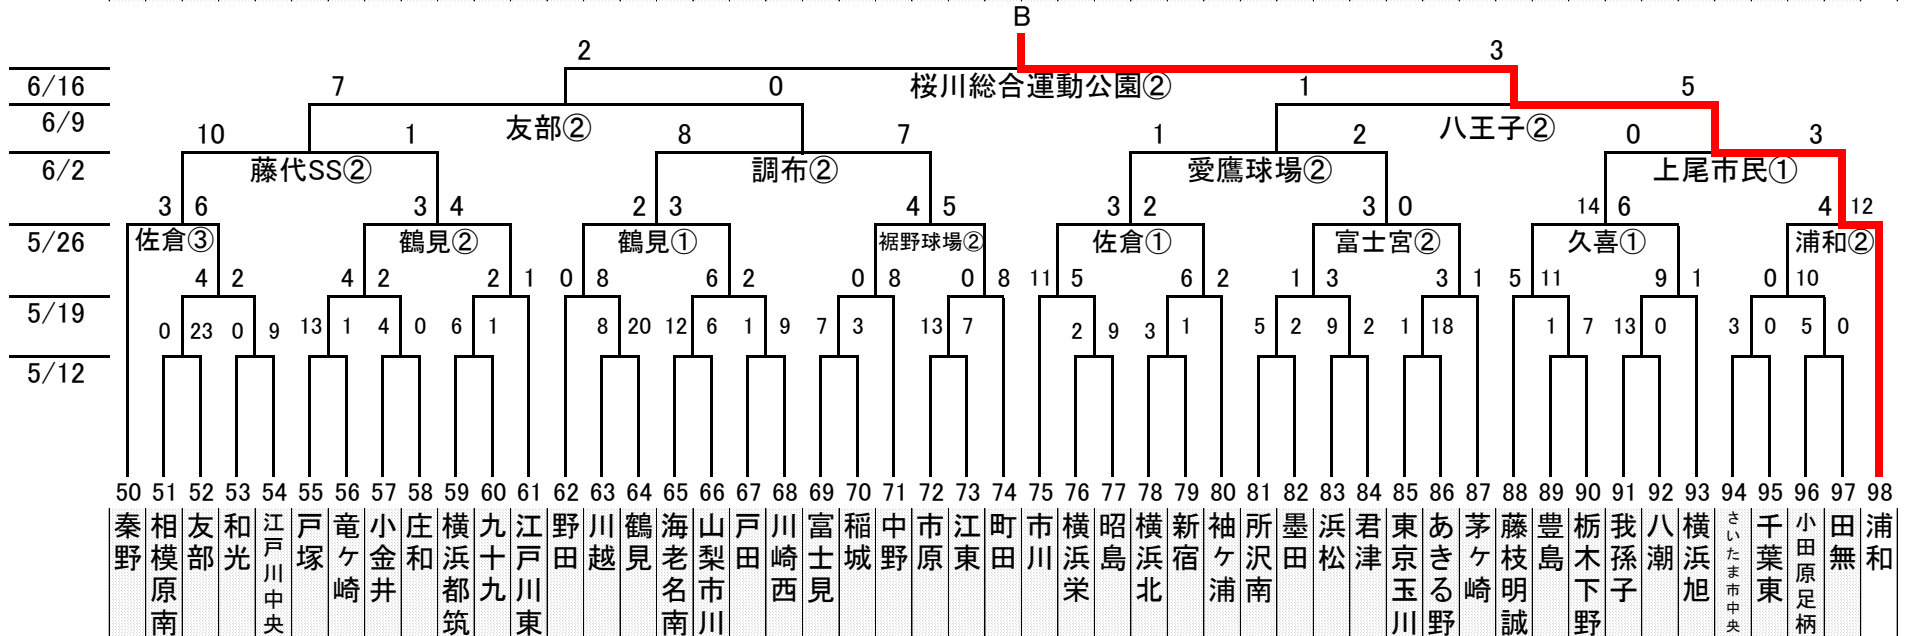 B
2 3
6/16 7 0 桜川総合運動公園② 1 5
6/9 10 1 友部② 8 7 1 2 八王子② 0 3
6/2 藤代SS② 調布② 愛鷹球場② 上尾市民①
3 6 3 4 2 3 4 5 3 2 3 0 14 6 4 12
5/26 佐倉③ 鶴見② 鶴見① 裾野球場② 佐倉① 富士宮② 久喜① 浦和②
4 2 4 2 2 1 0 8 6 2 0 8 0 8 11 5 6 2 1 3 3 1 5 11 9 1 0 10
5/19 0 23 0 9 13 1 4 0 6 1 8 20 12 6 1 9 7 3 13 7 2 9 3 1 5 2 9 2 1 18 1 7 13 0 3 0 5 0
5/12
50 51 52 53 54 55 56 57 58 59 60 61 62 63 64 65 66 67 68 69 70 71 72 73 74 75 76 77 78 79 80 81 82 83 84 85 86 87 88 89 90 91 92 93 94 95 96 97 98
秦野
相模原南
友部
和光
江戸川中央
戸塚
竜ヶ崎
小金井
庄和
横浜都筑
九十九
江戸川東
野田
川越
鶴見
海老名南
山梨市川
戸田
川崎西
富士見
稲城
中野
市原
江東
町田
市川
横浜栄
昭島
横浜北
新宿
袖ヶ浦
所沢南
墨田
浜松
君津
東京玉川
あきる野
茅ヶ崎
藤枝明誠
豊島
栃木下野
我孫子
八潮
横浜旭
さいたま市中央
千葉東
小田原足柄
田無
浦和